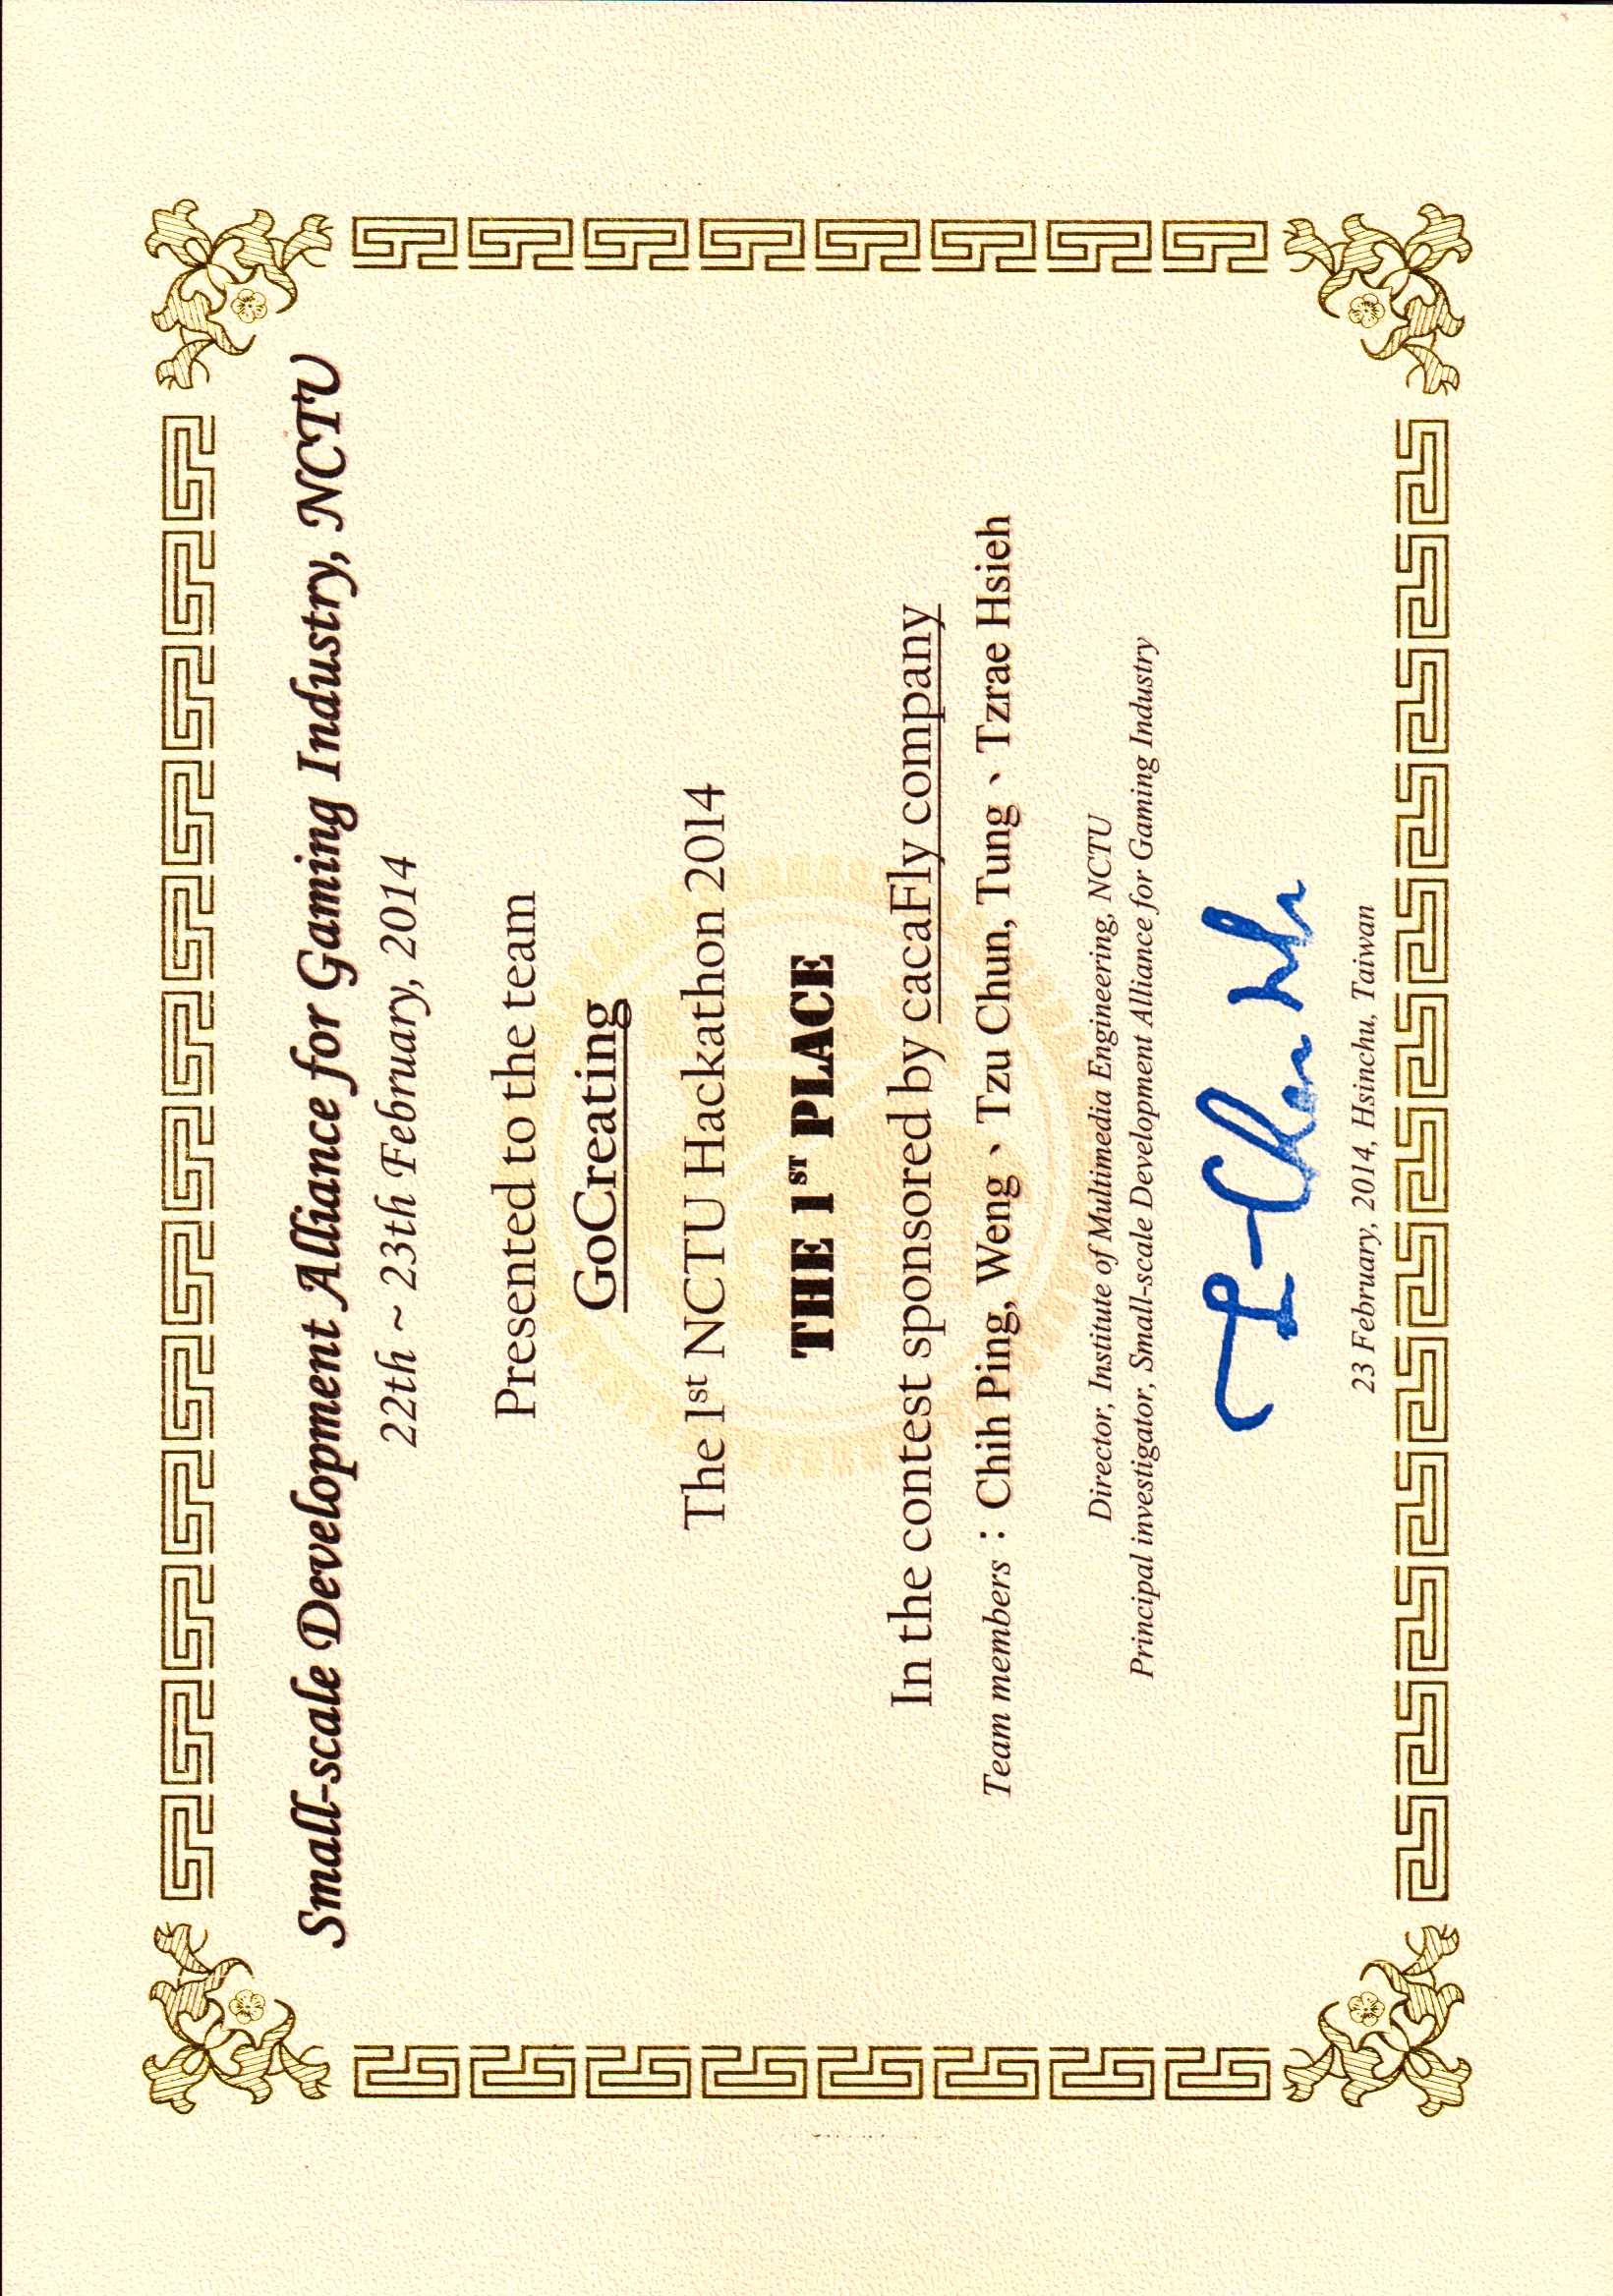 Small-scale Development Alliance for Gaming Industry, NCTU
22th ~ 23th February, 2014
Presented to the team
GoCreating
The 1st NCTU Hackathon 2014
THE 1ST PLACE
In the contest sponsored by cacaFly company
Team members：Chih Ping, Weng、Tzu Chun, Tung、Tzrae Hsieh
Director, Institute of Multimedia Engineering, NCTU
Principal investigator, Small-scale Development Alliance for Gaming Industry
23 February, 2014, Hsinchu, Taiwan